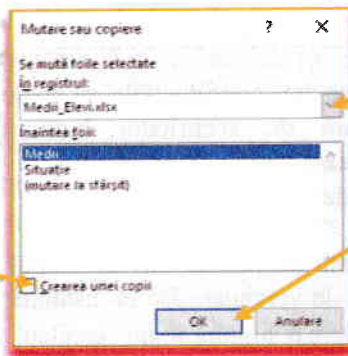 Mutare sau copiere ? ×
Se mută foile selectate
în registrul:
Medii_Elevi.xlsx
Înaintea foii:
Medii
Situatie
(mutare la sfârșit)
Crearea unei copii
OK Anulare